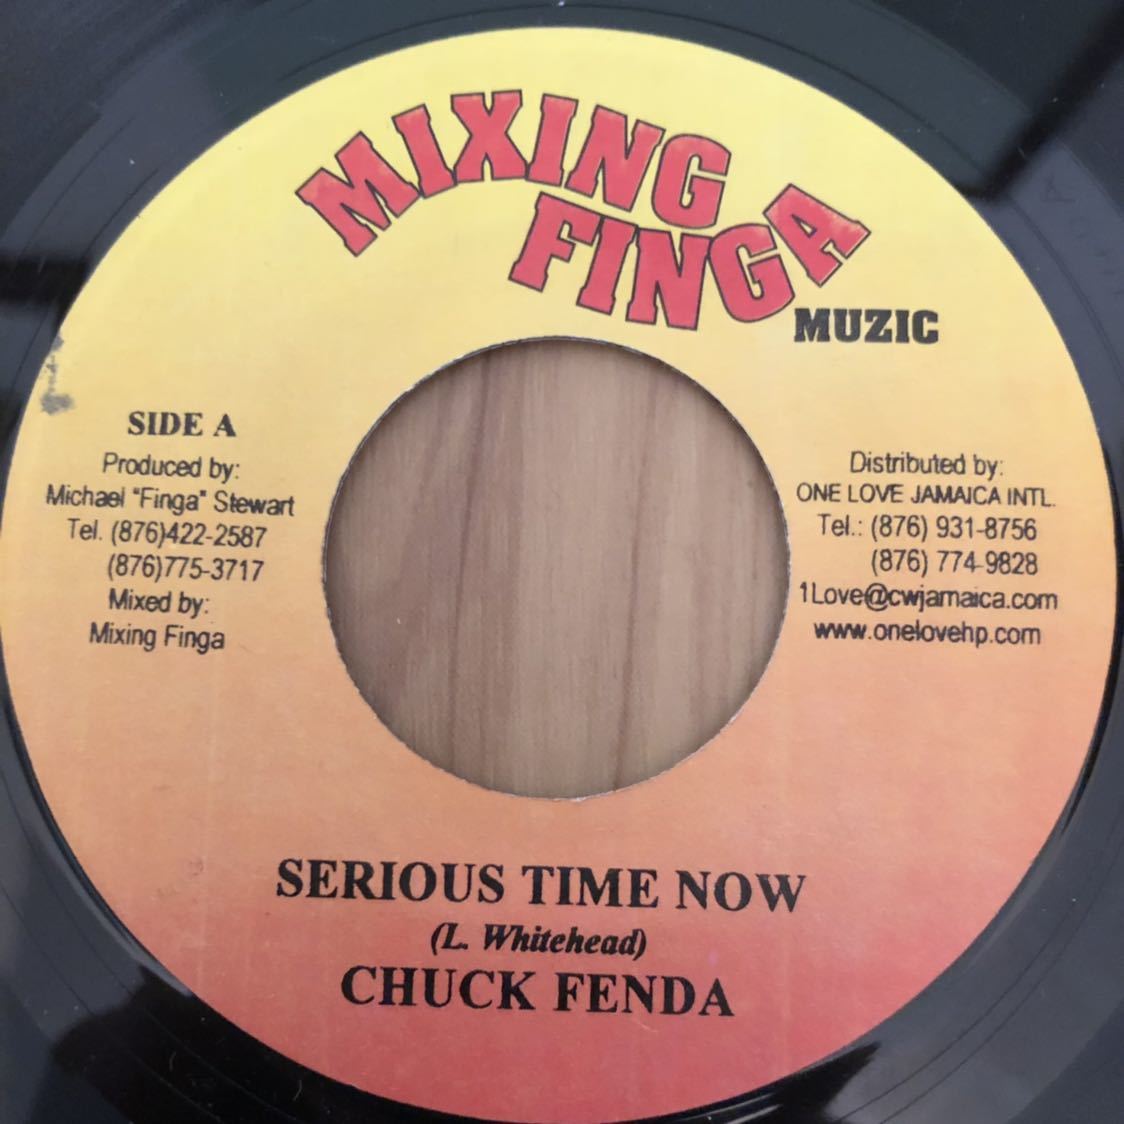 MIXING
FINGA
MUZIC
SIDE A
Produced by:
Michael "Finga" Stewart
Tel. (876)422-2587
(876)775-3717
Mixed by:
Mixing Finga
Distributed by:
ONE LOVE JAMAICA INTL.
Tel.: (876) 931-8756
(876) 774-9828
1Love@cwjamaica.com
www.onelovehp.com
SERIOUS TIME NOW
(L. Whitehead)
CHUCK FENDA